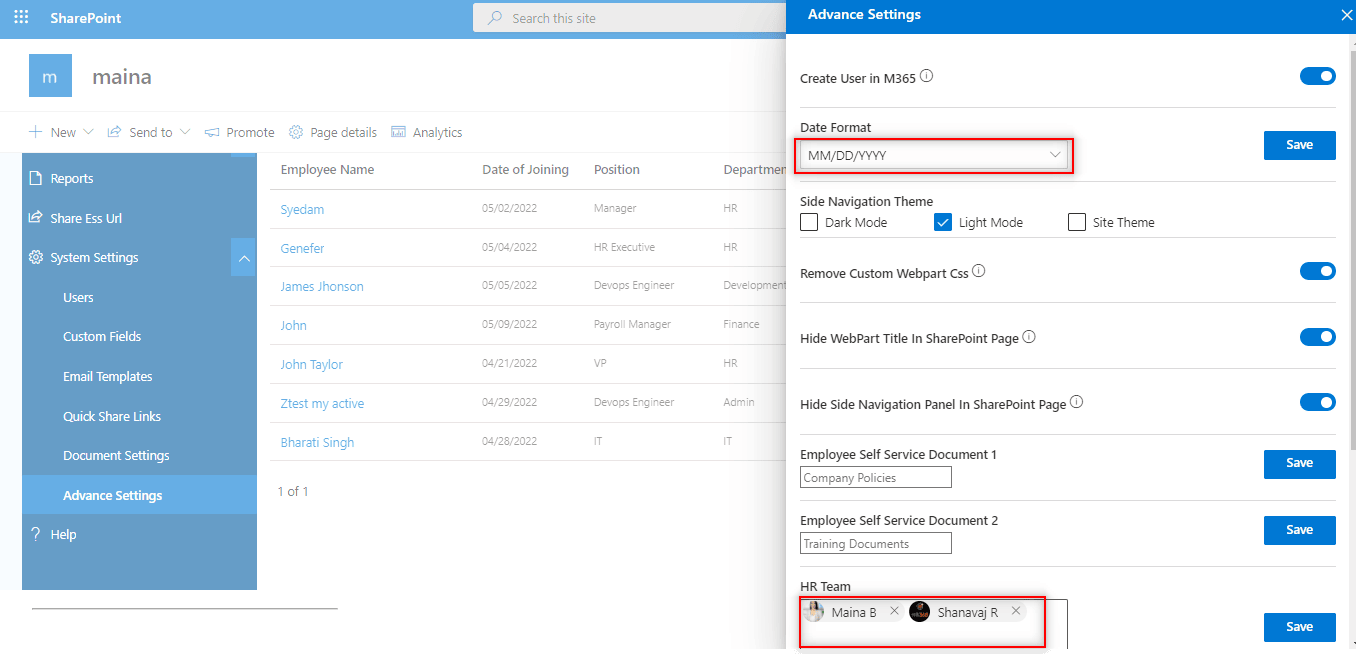 SharePoint
Search this site
m
maina
New
Send to
Promote
Page details
Analytics
Reports
Share Ess Url
System Settings
Users
Custom Fields
Email Templates
Quick Share Links
Document Settings
Advance Settings
? Help
Employee Name Date of Joining Position Departmen
Syedam 05/02/2022 Manager HR
Genefer 05/04/2022 HR Executive HR
James Jhonson 05/05/2022 Devops Engineer Development
John 05/09/2022 Payroll Manager Finance
John Taylor 04/21/2022 VP HR
Ztest my active 04/29/2022 Devops Engineer Admin
Bharati Singh 04/28/2022 IT IT
1 of 1
Advance Settings
Create User in M365
Date Format
MM/DD/YYYY
Save
Side Navigation Theme
Dark Mode Light Mode Site Theme
Remove Custom Webpart Css
Hide WebPart Title In SharePoint Page
Hide Side Navigation Panel In SharePoint Page
Employee Self Service Document 1
Company Policies
Save
Employee Self Service Document 2
Training Documents
Save
HR Team
Maina B Shanavaj R
Save